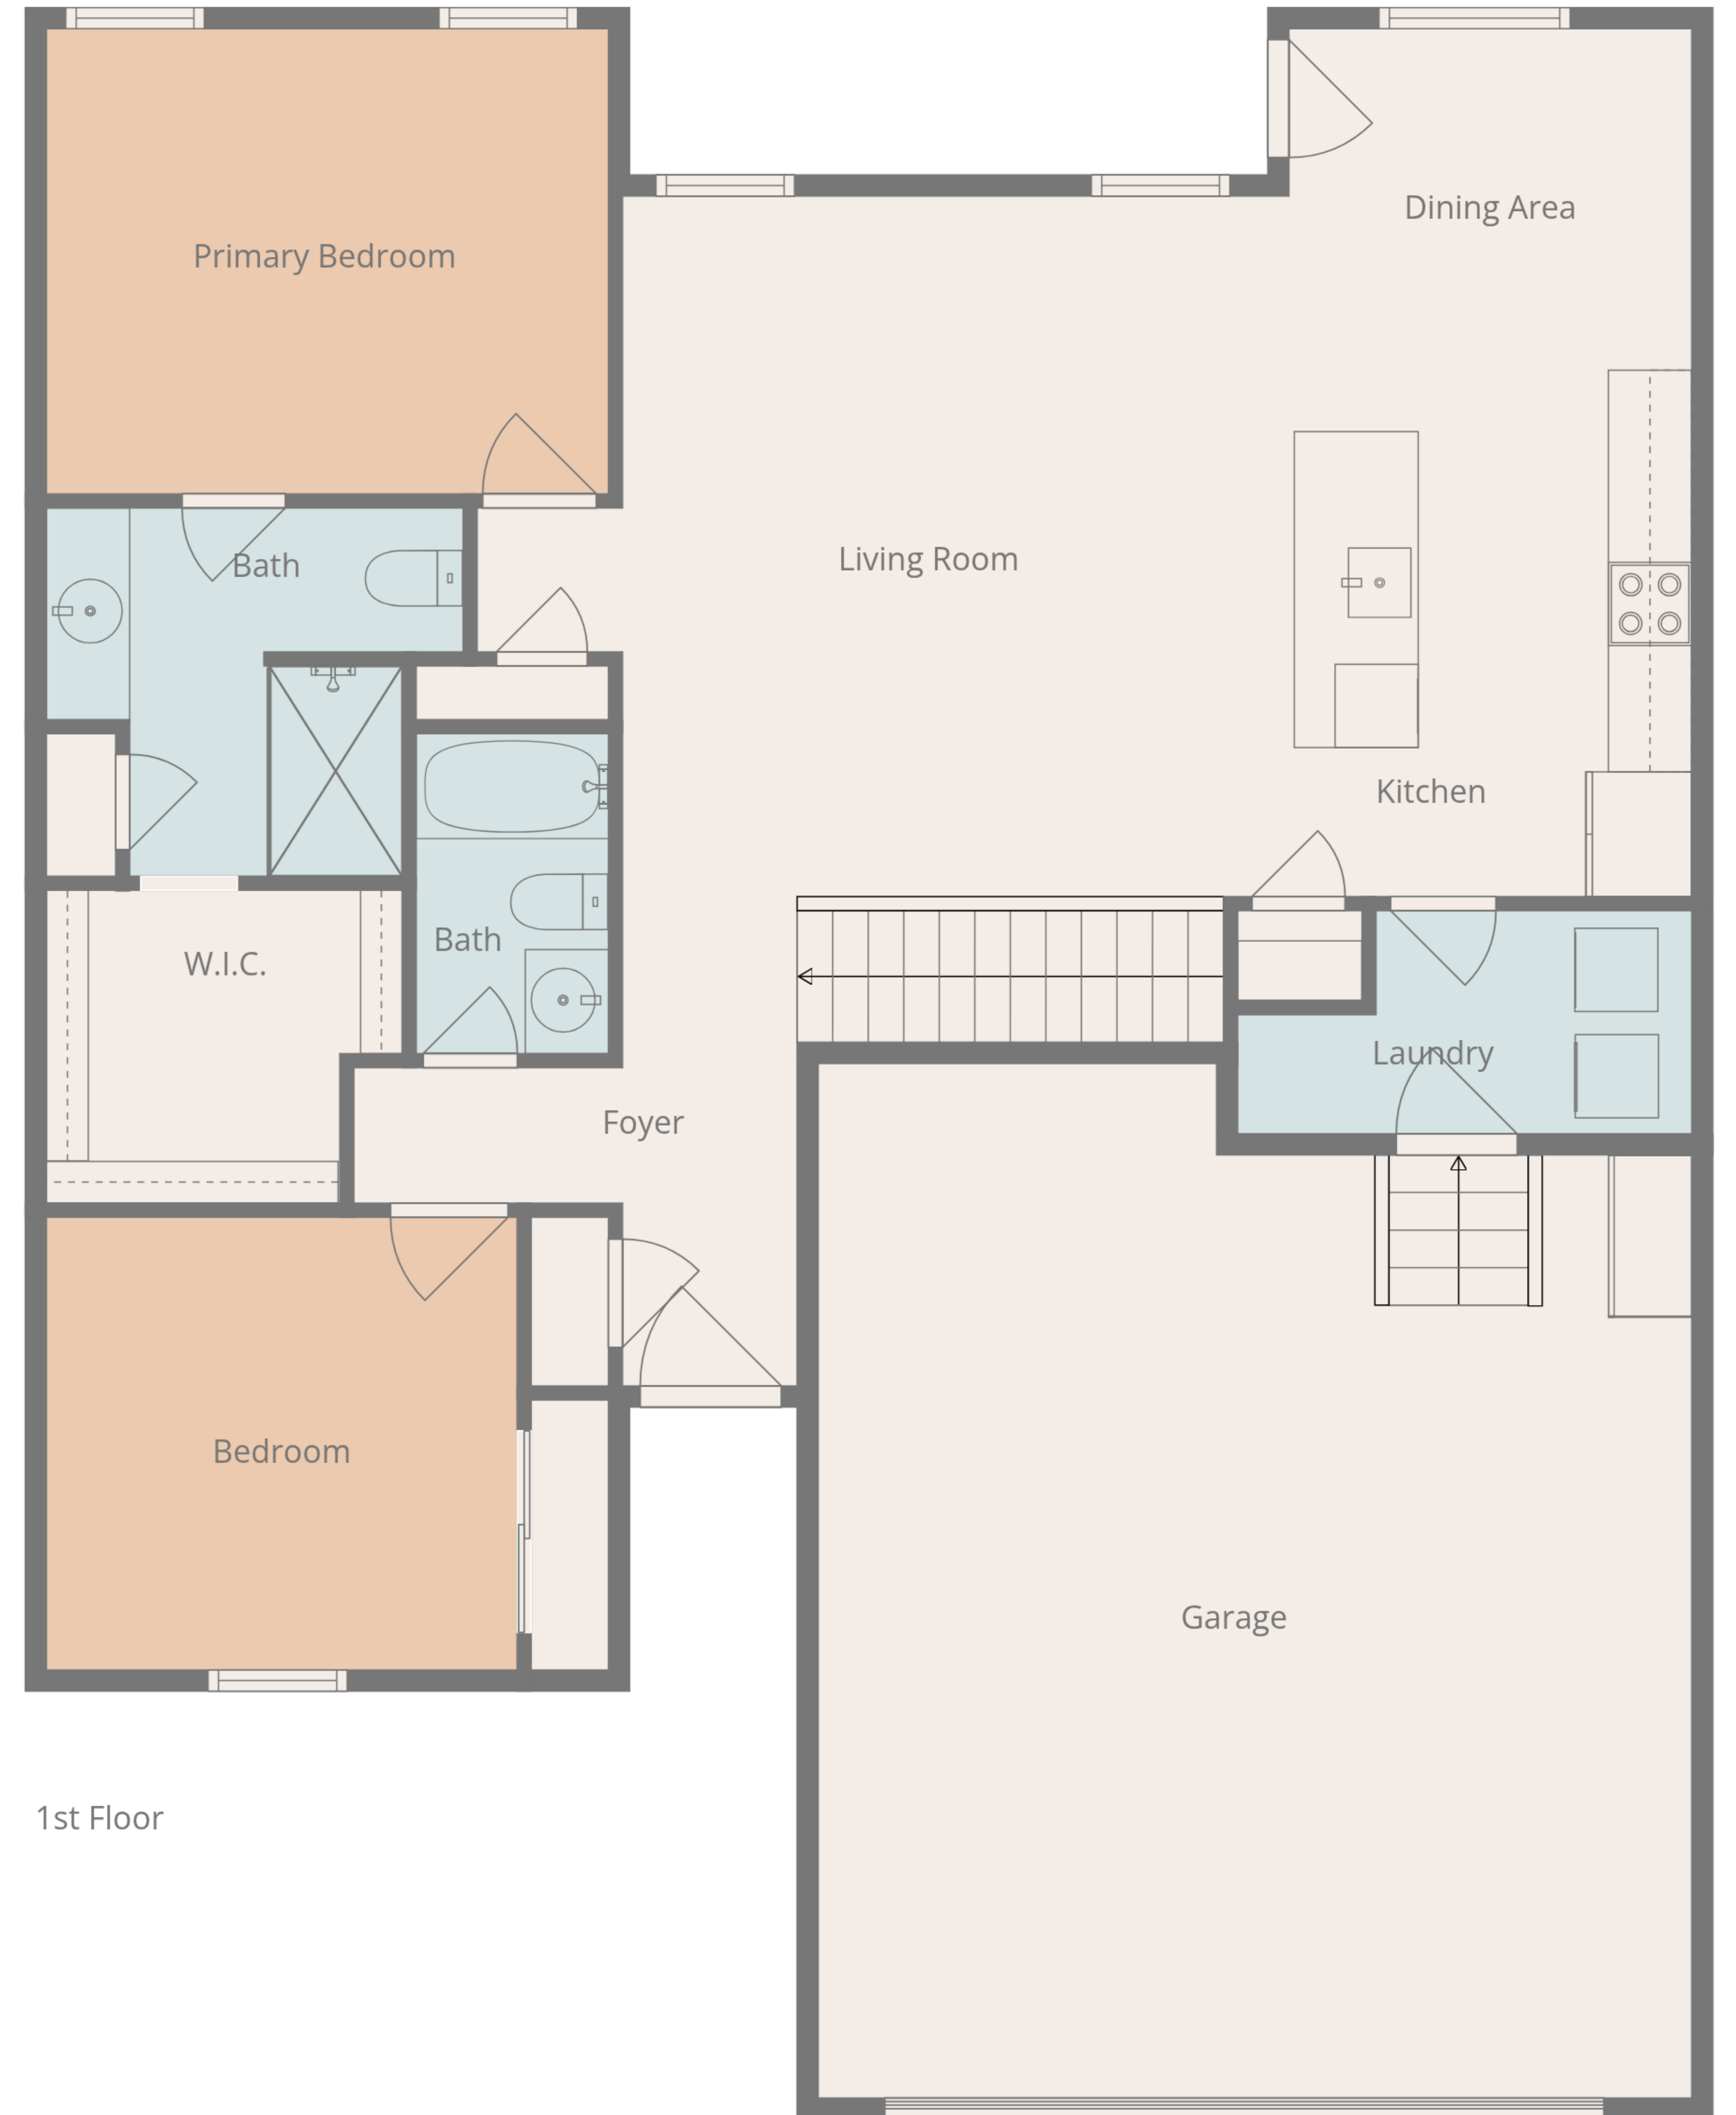 Dining Area
Primary Bedroom
Living Room
Bath
Kitchen
Bath
W.I.C.
Laundry
Foyer
Bedroom
Garage
1st Floor